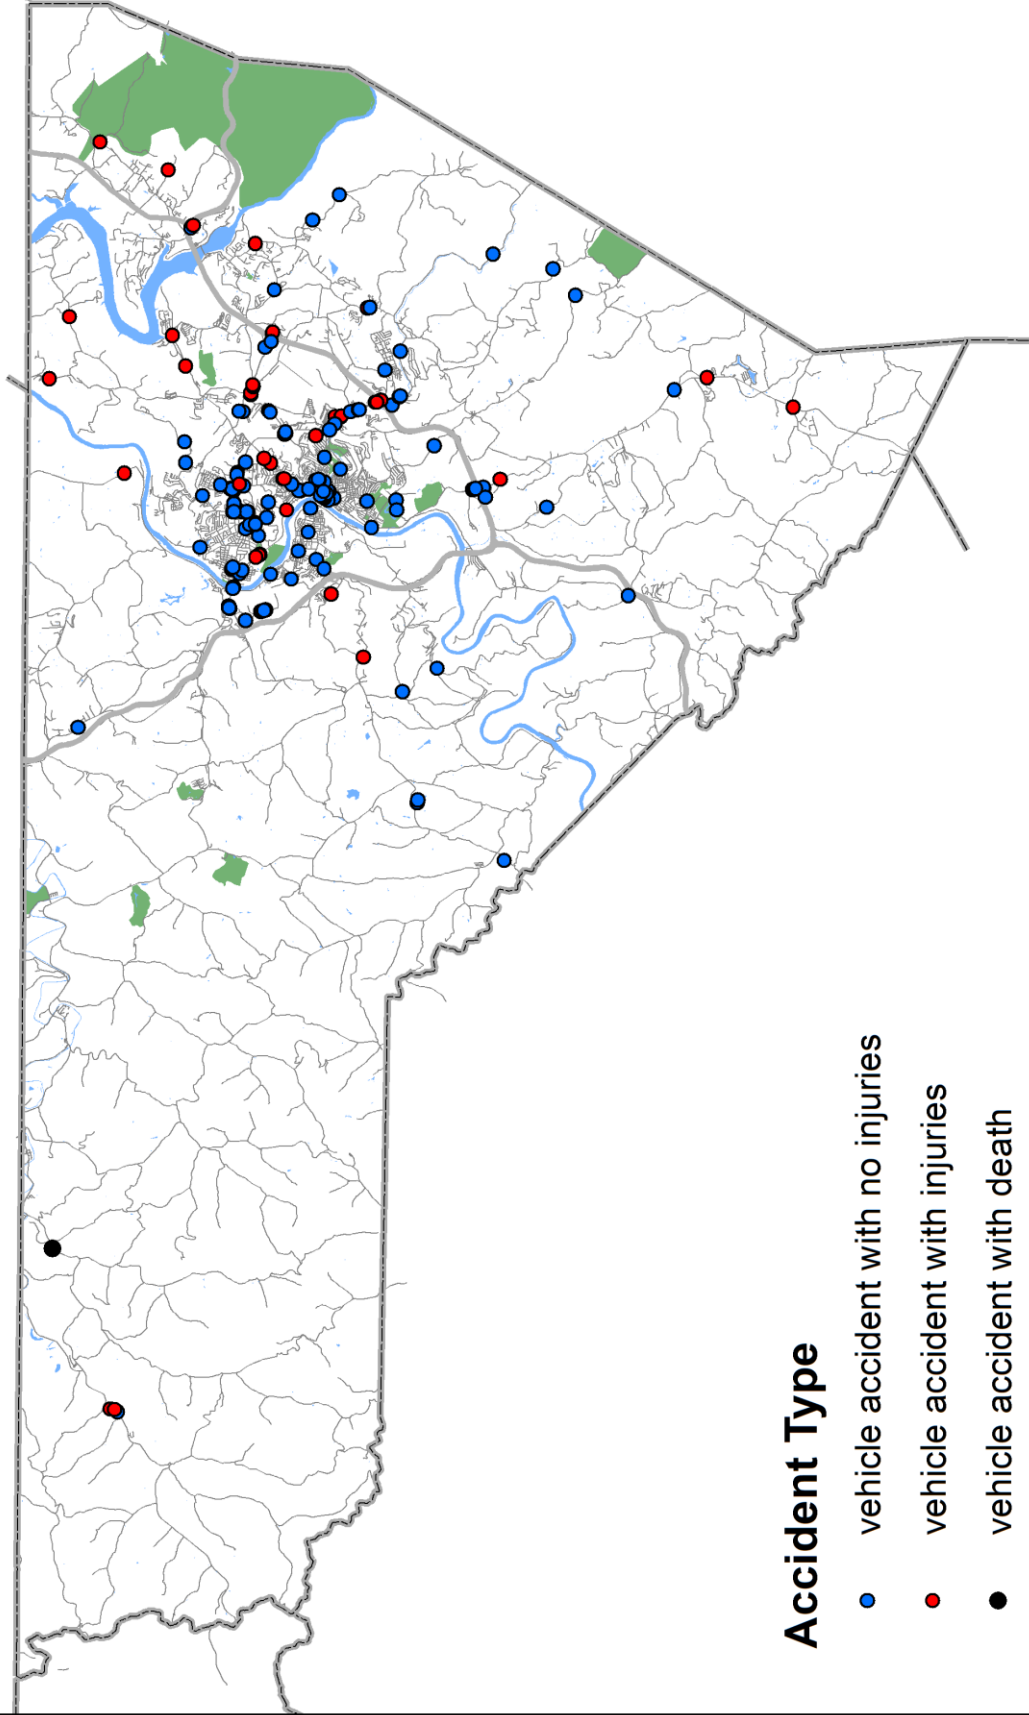 Accident Type
vehicle accident with no injuries
vehicle accident with injuries
vehicle accident with death